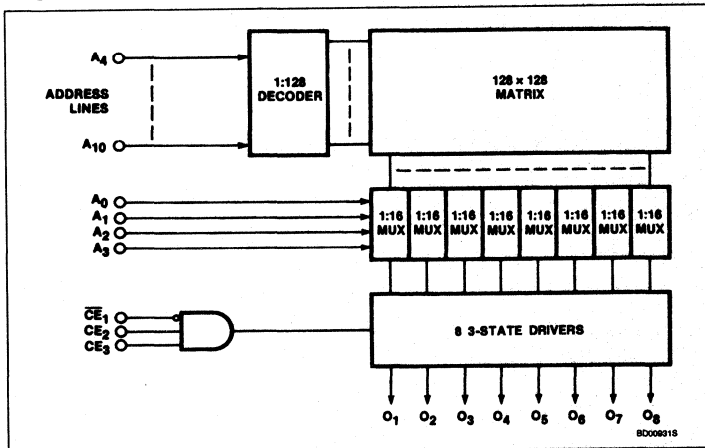 A4
ADDRESS
LINES
A10
1:128
DECODER
128 × 128
MATRIX
A0
A1
A2
A3
1:16
MUX
1:16
MUX
1:16
MUX
1:16
MUX
1:16
MUX
1:16
MUX
1:16
MUX
1:16
MUX
CE1
CE2
CE3
8 3-STATE DRIVERS
O1 O2 O3 O4 O5 O6 O7 O8
BD00931S